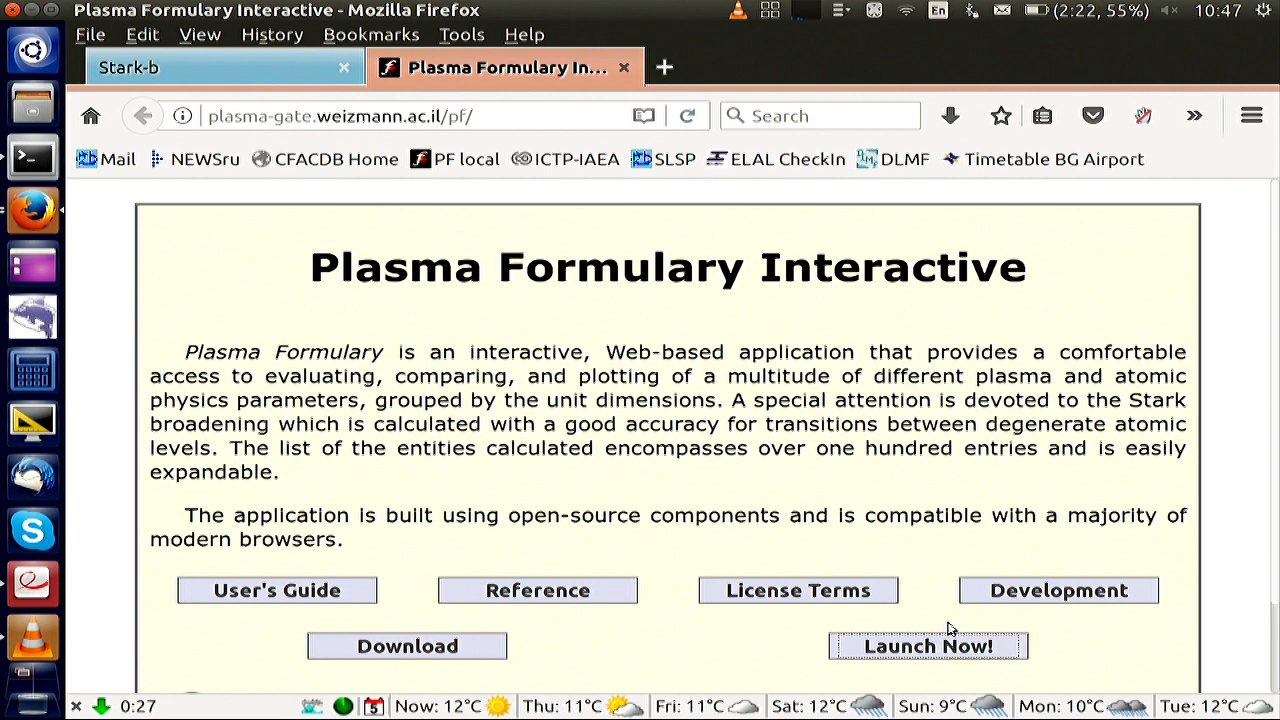 Plasma Formulary Interactive - Mozilla Firefox
En
(2:22, 55%)
10:47
File Edit View History Bookmarks Tools Help
Stark-b
Plasma Formulary In...
plasma-gate.weizmann.ac.il/pf/
Search
Mail NEWSru CFACDB Home PF local ICTP-IAEA SLSP ELAL CheckIn DLMF Timetable BG Airport
Plasma Formulary Interactive
Plasma Formulary is an interactive, Web-based application that provides a comfortable
access to evaluating, comparing, and plotting of a multitude of different plasma and atomic
physics parameters, grouped by the unit dimensions. A special attention is devoted to the Stark
broadening which is calculated with a good accuracy for transitions between degenerate atomic
levels. The list of the entities calculated encompasses over one hundred entries and is easily
expandable.
The application is built using open-source components and is compatible with a majority of
modern browsers.
User's Guide Reference License Terms Development
Download Launch Now!
0:27 5 Now: 12°C Thu: 11°C Fri: 11°C Sat: 12°C Sun: 9°C Mon: 10°C Tue: 12°C